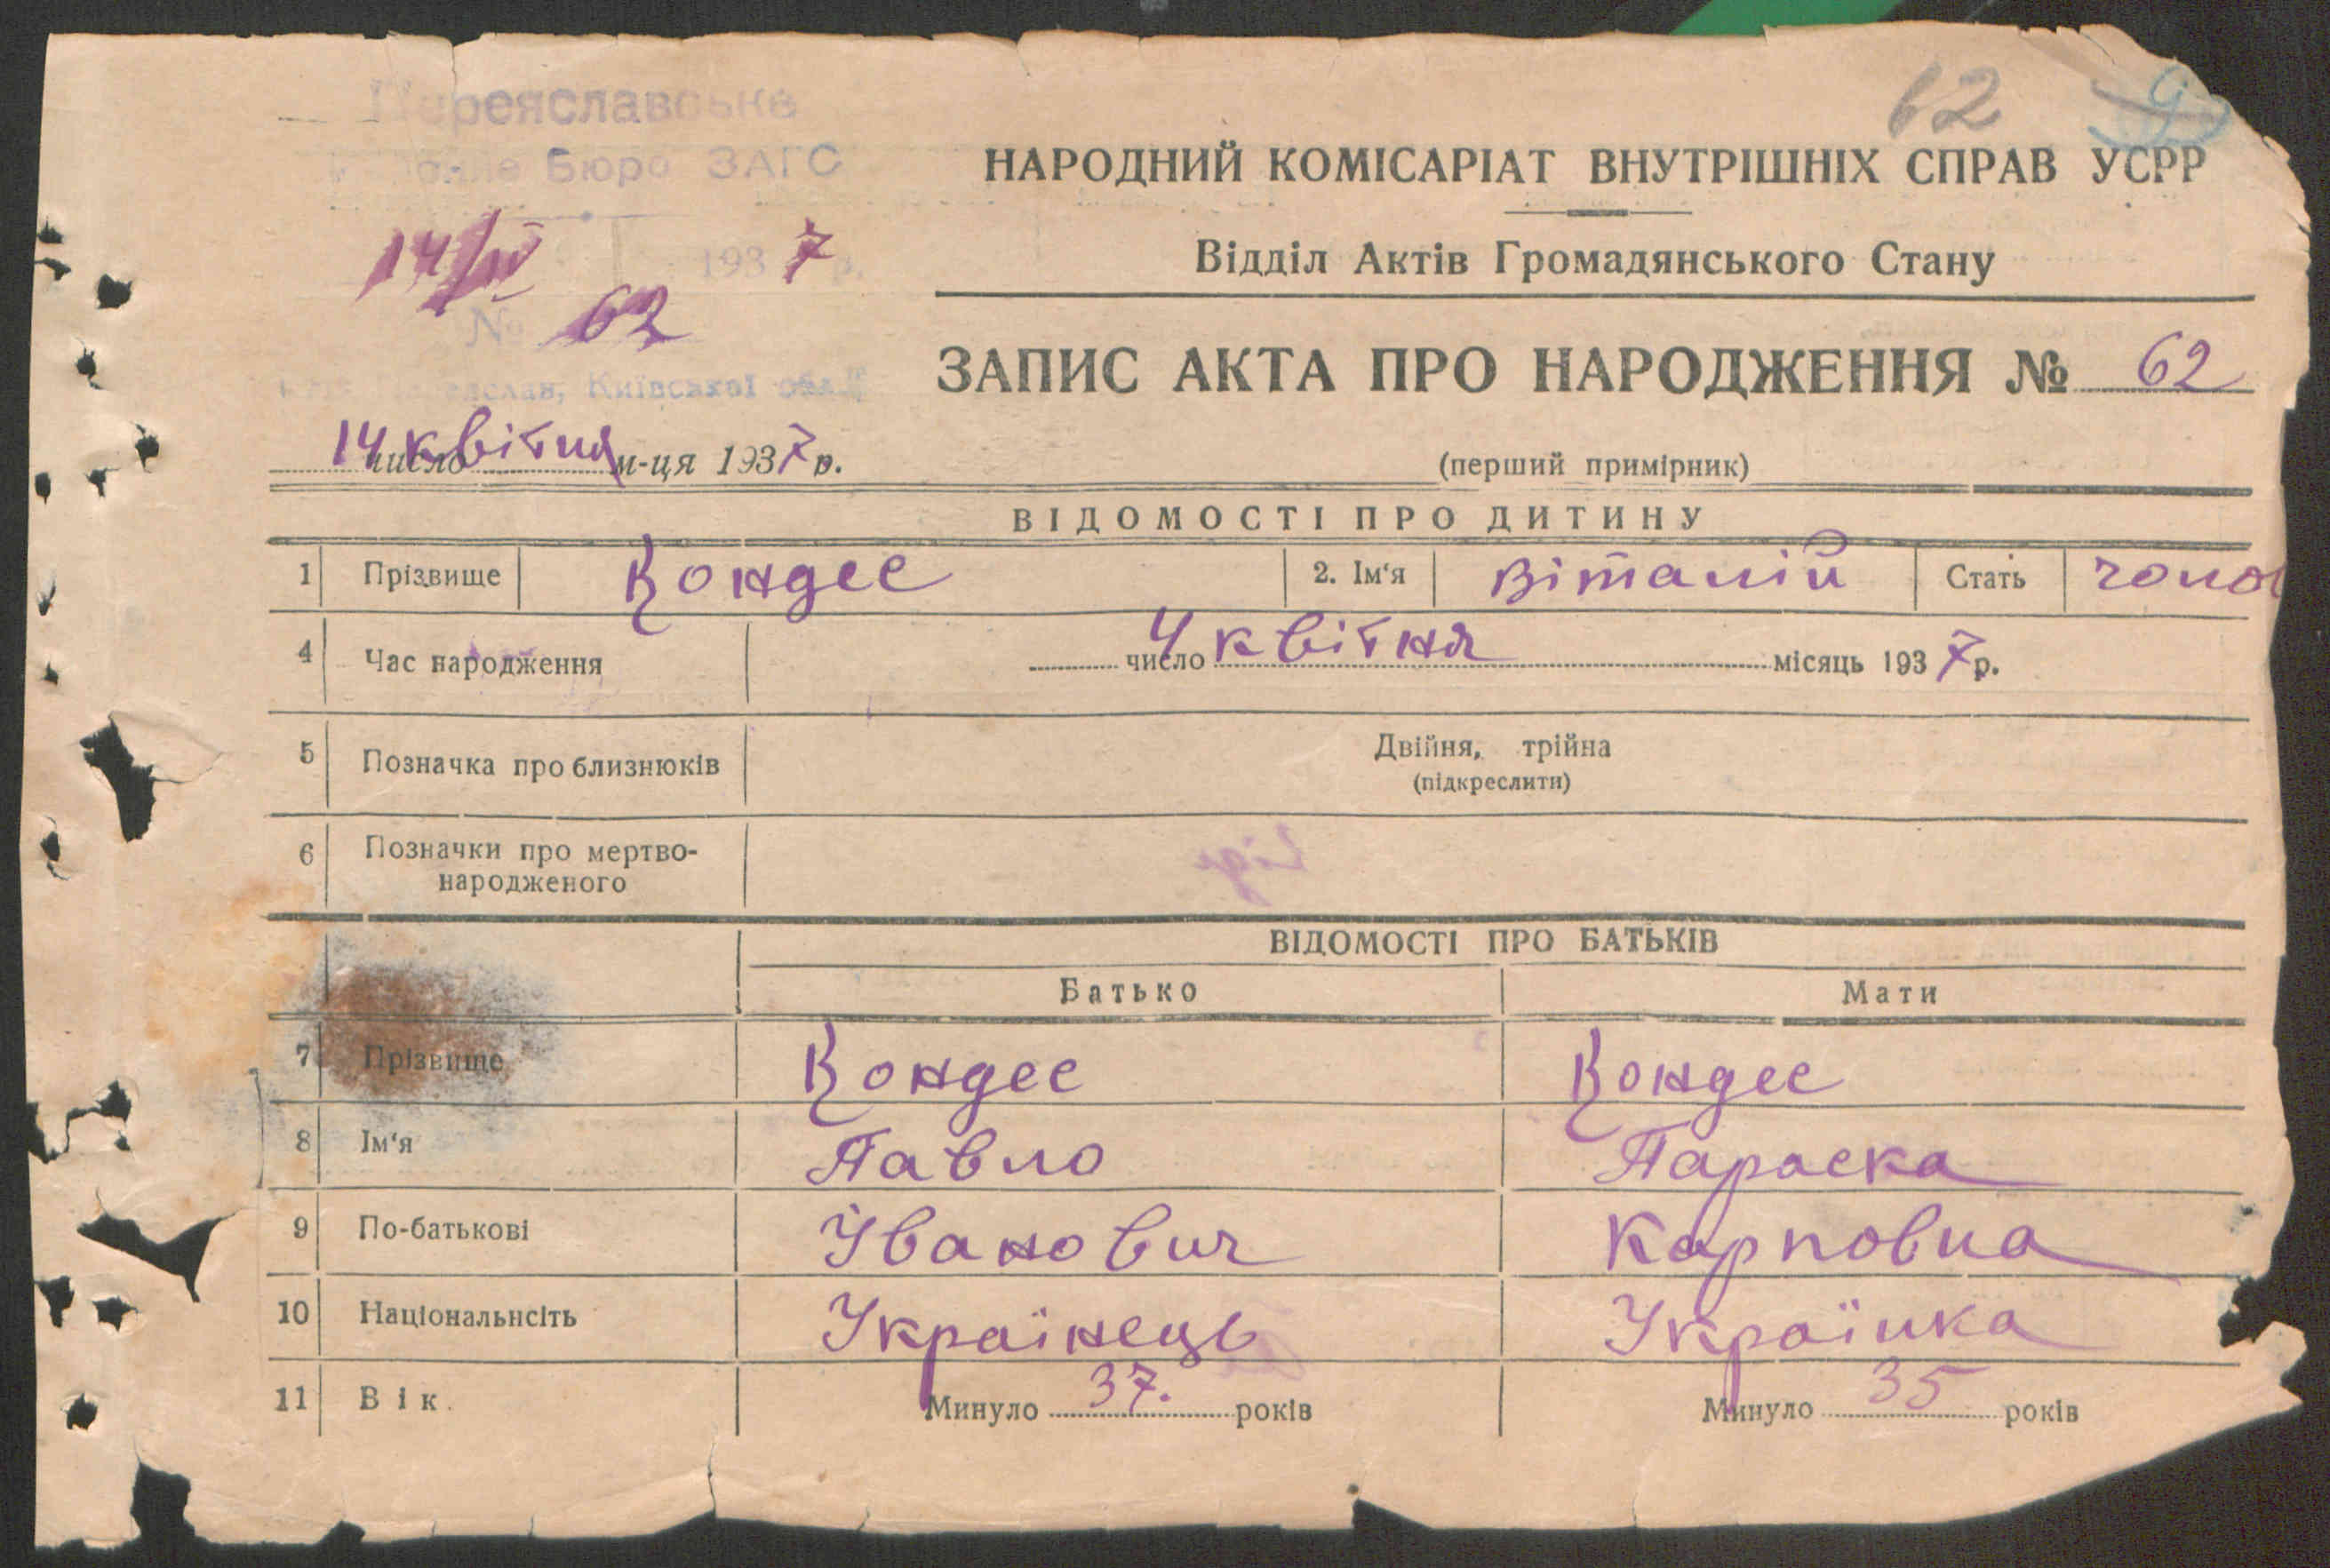 62
Переяславське
Бюро ЗАГС
НАРОДНИЙ КОМІСАРІАТ ВНУТРІШНІХ СПРАВ УСРР
14/IV 1937 р.
Відділ Актів Громадянського Стану
№ 62
ЗАПИС АКТА ПРО НАРОДЖЕННЯ № 62
Київської обл.
14 число квітня м-ця 1937 р.
(перший примірник)
ВІДОМОСТІ ПРО ДИТИНУ
1 Прізвище Кондес 2. Ім'я Віталій Стать чолов
4 Час народження 4 число квітня місяць 1937 р.
5 Позначка про близнюків Двійня, трійна
(підкреслити)
6 Позначки про мертво-
народженого
ВІДОМОСТІ ПРО БАТЬКІВ
Батько Мати
7 Прізвище Кондес Кондес
8 Ім'я Павло Параска
9 По-батькові Іванович Карповна
10 Національнсіть Українець Українка
11 Вік. Минуло 37. років Минуло 35 років